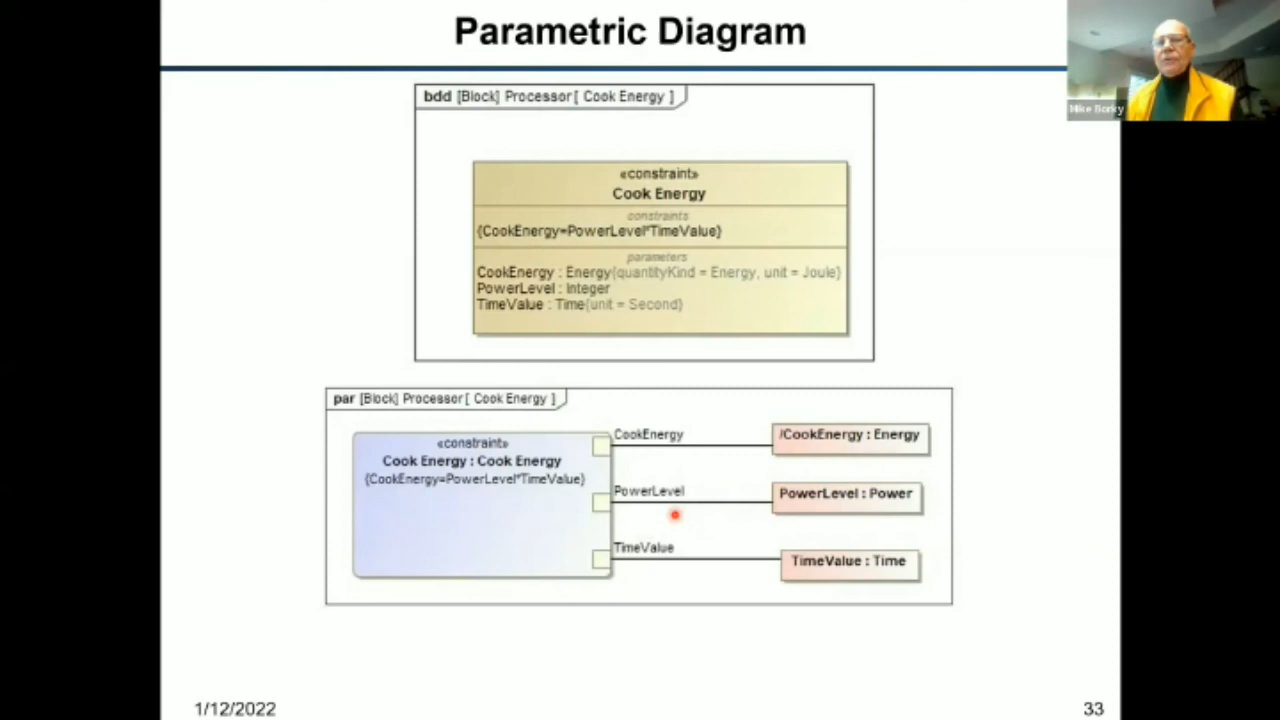 Parametric Diagram
Mike Borky
bdd [Block] Processor[ Cook Energy ]
«constraint»
Cook Energy
constraints
{CookEnergy=PowerLevel*TimeValue}
parameters
CookEnergy : Energy{quantityKind = Energy, unit = Joule}
PowerLevel : Integer
TimeValue : Time{unit = Second}
par [Block] Processor[ Cook Energy ]
«constraint»
Cook Energy : Cook Energy
{CookEnergy=PowerLevel*TimeValue}
CookEnergy
/CookEnergy : Energy
PowerLevel
PowerLevel : Power
TimeValue
TimeValue : Time
1/12/2022
33